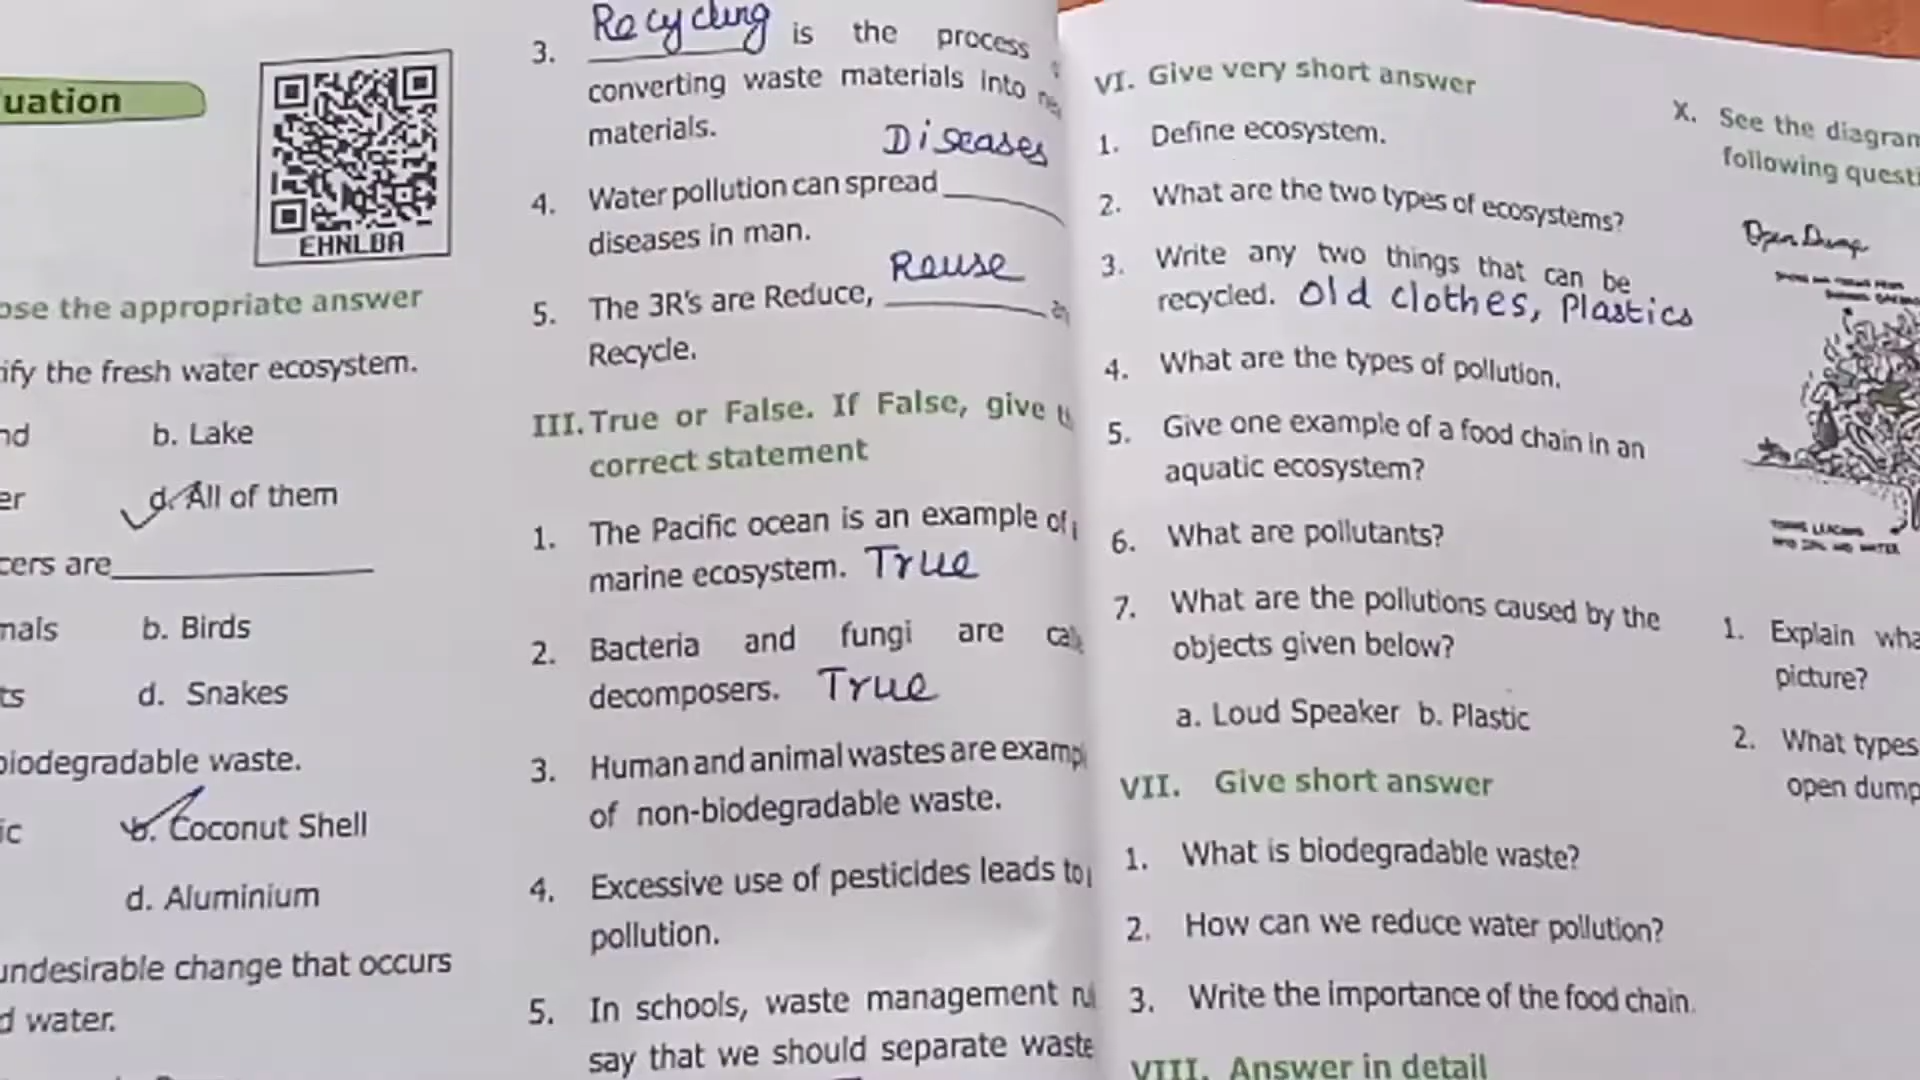 uation
EHNLBA
ose the appropriate answer
ify the fresh water ecosystem.
nd b. Lake
er d. All of them
cers are
mals b. Birds
ts d. Snakes
biodegradable waste.
ic b. Coconut Shell
d. Aluminium
undesirable change that occurs
d water.
3. Recycling is the process
converting waste materials into
materials.
Diseases
4. Water pollution can spread
diseases in man.
Reuse
5. The 3R's are Reduce,
Recycle.
III. True or False. If False, give
correct statement
1. The Pacific ocean is an example of
marine ecosystem. True
2. Bacteria and fungi are
decomposers. True
3. Human and animal wastes are examp
of non-biodegradable waste.
4. Excessive use of pesticides leads to
pollution.
5. In schools, waste management
say that we should separate waste
VI. Give very short answer
1. Define ecosystem.
2. What are the two types of ecosystems?
3. Write any two things that can be
recycled. Old clothes, Plastics
4. What are the types of pollution.
5. Give one example of a food chain in an
aquatic ecosystem?
6. What are pollutants?
7. What are the pollutions caused by the
objects given below?
a. Loud Speaker b. Plastic
VII. Give short answer
1. What is biodegradable waste?
2. How can we reduce water pollution?
3. Write the importance of the food chain.
VIII. Answer in detail
X. See the diagram
following questi
Open Dump
1. Explain wha
picture?
2. What types
open dump